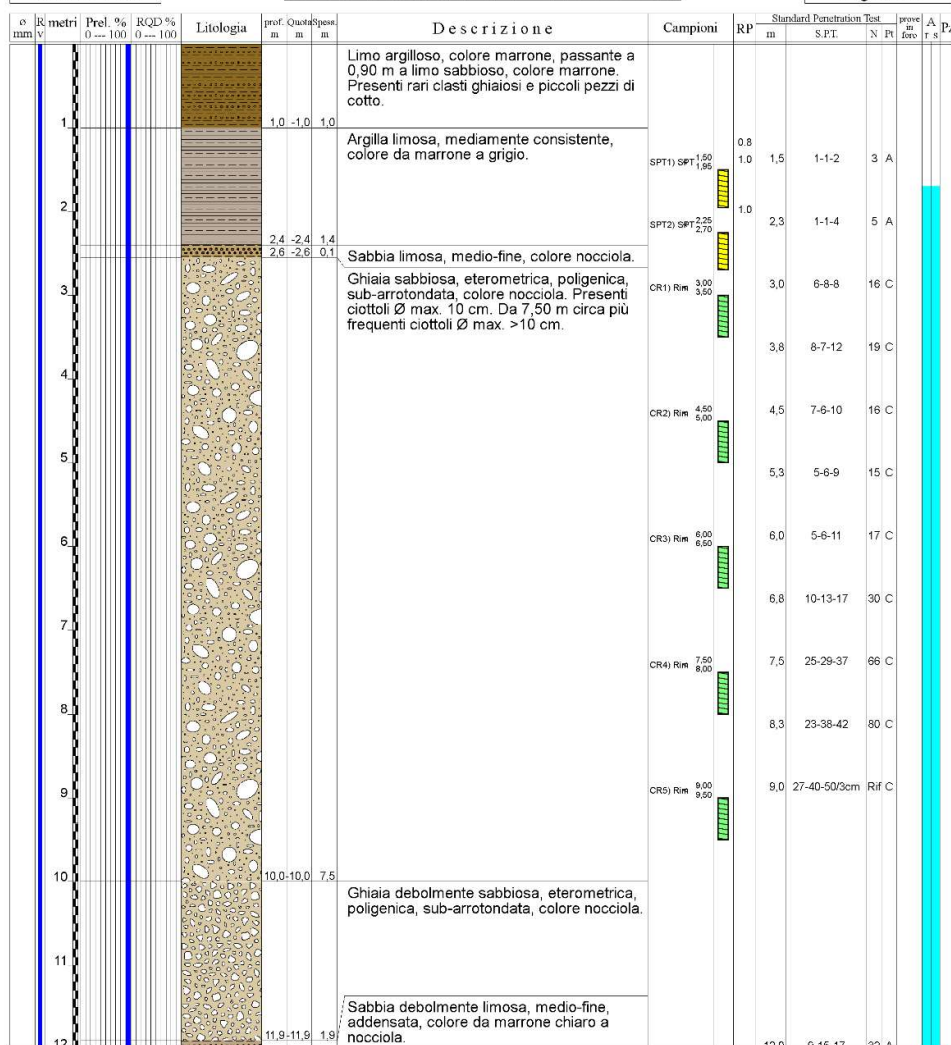 ø mm R v metri Prel. % 0 --- 100 RQD % 0 --- 100 Litologia prof. m Quota m Spess. m Descrizione Campioni RP Standard Penetration Test m S.P.T. N Pt prove in foro A r s Pz
Limo argilloso, colore marrone, passante a
0,90 m a limo sabbioso, colore marrone.
Presenti rari clasti ghiaiosi e piccoli pezzi di
cotto.
1 1,0 -1,0 1,0
Argilla limosa, mediamente consistente,
colore da marrone a grigio.
0.8
SPT1) SPT 1,50 1,95 1.0 1,5 1-1-2 3 A
2 1.0
SPT2) SPT 2,25 2,70 2,3 1-1-4 5 A
2,4 -2,4 1,4
2,6 -2,6 0,1 Sabbia limosa, medio-fine, colore nocciola.
Ghiaia sabbiosa, eterometrica, poligenica,
sub-arrotondata, colore nocciola. Presenti
ciottoli Ø max. 10 cm. Da 7,50 m circa più
frequenti ciottoli Ø max. >10 cm.
3 CR1) Rim 3,00 3,50 3,0 6-8-8 16 C
3,8 8-7-12 19 C
4
CR2) Rim 4,50 5,00 4,5 7-6-10 16 C
5
5,3 5-6-9 15 C
6 CR3) Rim 6,00 6,50 6,0 5-6-11 17 C
6,8 10-13-17 30 C
7
CR4) Rim 7,50 8,00 7,5 25-29-37 66 C
8
8,3 23-38-42 80 C
9 CR5) Rim 9,00 9,50 9,0 27-40-50/3cm Rif C
10 10,0 -10,0 7,5
Ghiaia debolmente sabbiosa, eterometrica,
poligenica, sub-arrotondata, colore nocciola.
11
Sabbia debolmente limosa, medio-fine,
addensata, colore da marrone chiaro a
nocciola.
11,9 -11,9 1,9
12